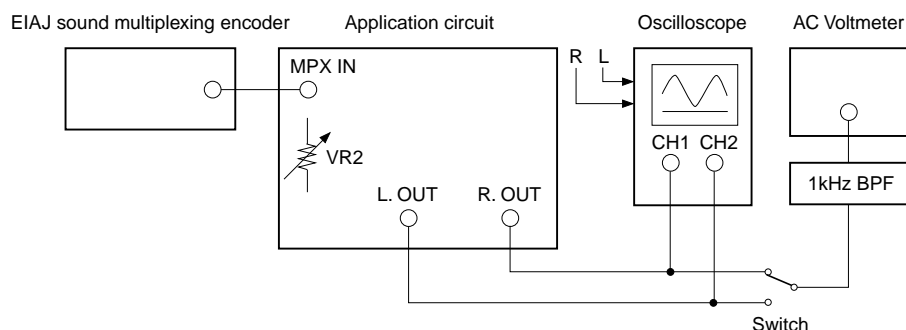 EIAJ sound multiplexing encoder
Application circuit
Oscilloscope
AC Voltmeter
MPX IN
R L
VR2
CH1 CH2
1kHz BPF
L. OUT
R. OUT
Switch